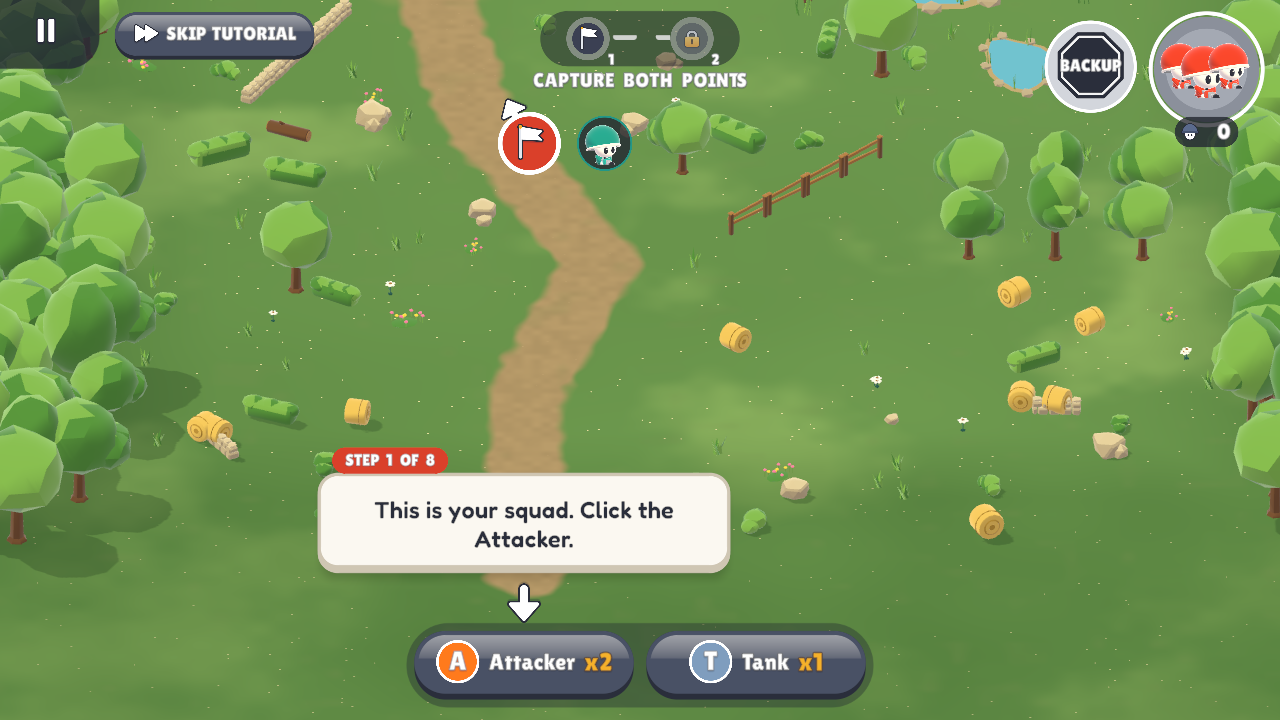 SKIP TUTORIAL
1
2
CAPTURE BOTH POINTS
BACKUP
0
STEP 1 OF 8
This is your squad. Click the
Attacker.
A Attacker x2
T Tank x1